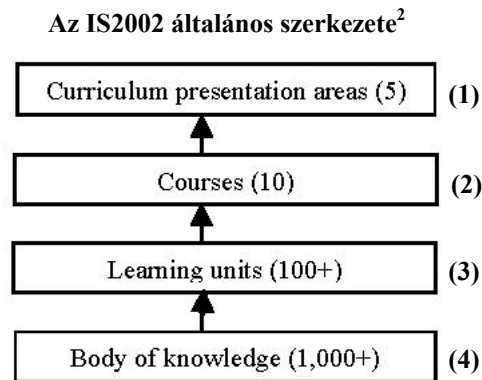 Az IS2002 általános szerkezete²
Curriculum presentation areas (5) (1)
Courses (10) (2)
Learning units (100+) (3)
Body of knowledge (1,000+) (4)